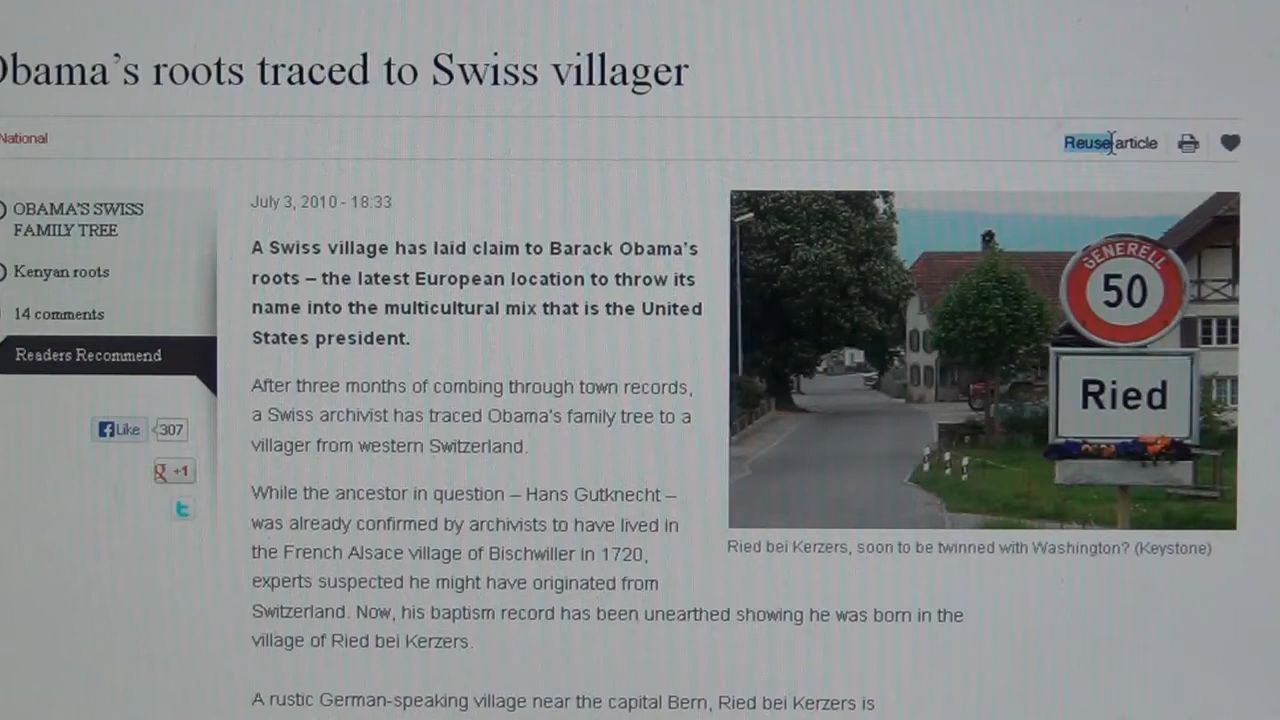 Obama's roots traced to Swiss villager
National
Reuse article
OBAMA'S SWISS
FAMILY TREE
Kenyan roots
14 comments
Readers Recommend
Like 307
+1
July 3, 2010 - 18:33
A Swiss village has laid claim to Barack Obama's
roots – the latest European location to throw its
name into the multicultural mix that is the United
States president.
After three months of combing through town records,
a Swiss archivist has traced Obama's family tree to a
villager from western Switzerland.
While the ancestor in question – Hans Gutknecht –
was already confirmed by archivists to have lived in
the French Alsace village of Bischwiller in 1720,
experts suspected he might have originated from
Switzerland. Now, his baptism record has been unearthed showing he was born in the
village of Ried bei Kerzers.
A rustic German-speaking village near the capital Bern, Ried bei Kerzers is
GENERELL
50
Ried
Ried bei Kerzers, soon to be twinned with Washington? (Keystone)